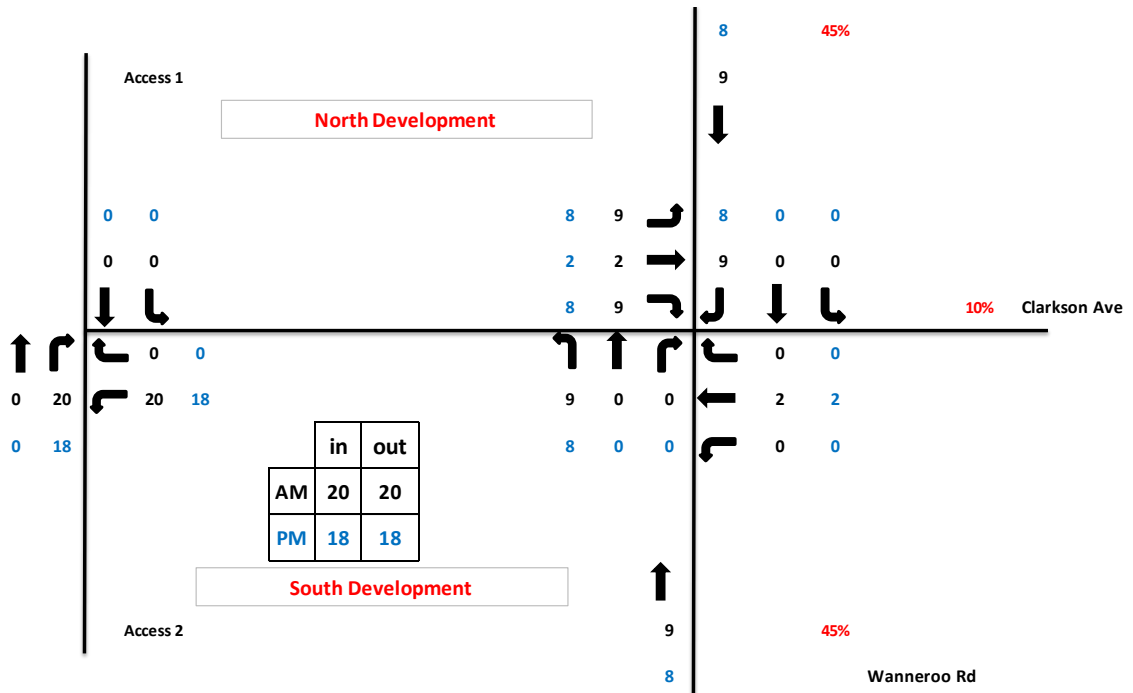 8 45%
Access 1 9
North Development
0 0 8 9 8 0 0
0 0 2 2 9 0 0
8 9 10% Clarkson Ave
0 0 0 0
0 20 20 18 9 0 0 2 2
0 18 in out 8 0 0 0 0
AM 20 20
PM 18 18
South Development
Access 2 9 45%
8 Wanneroo Rd